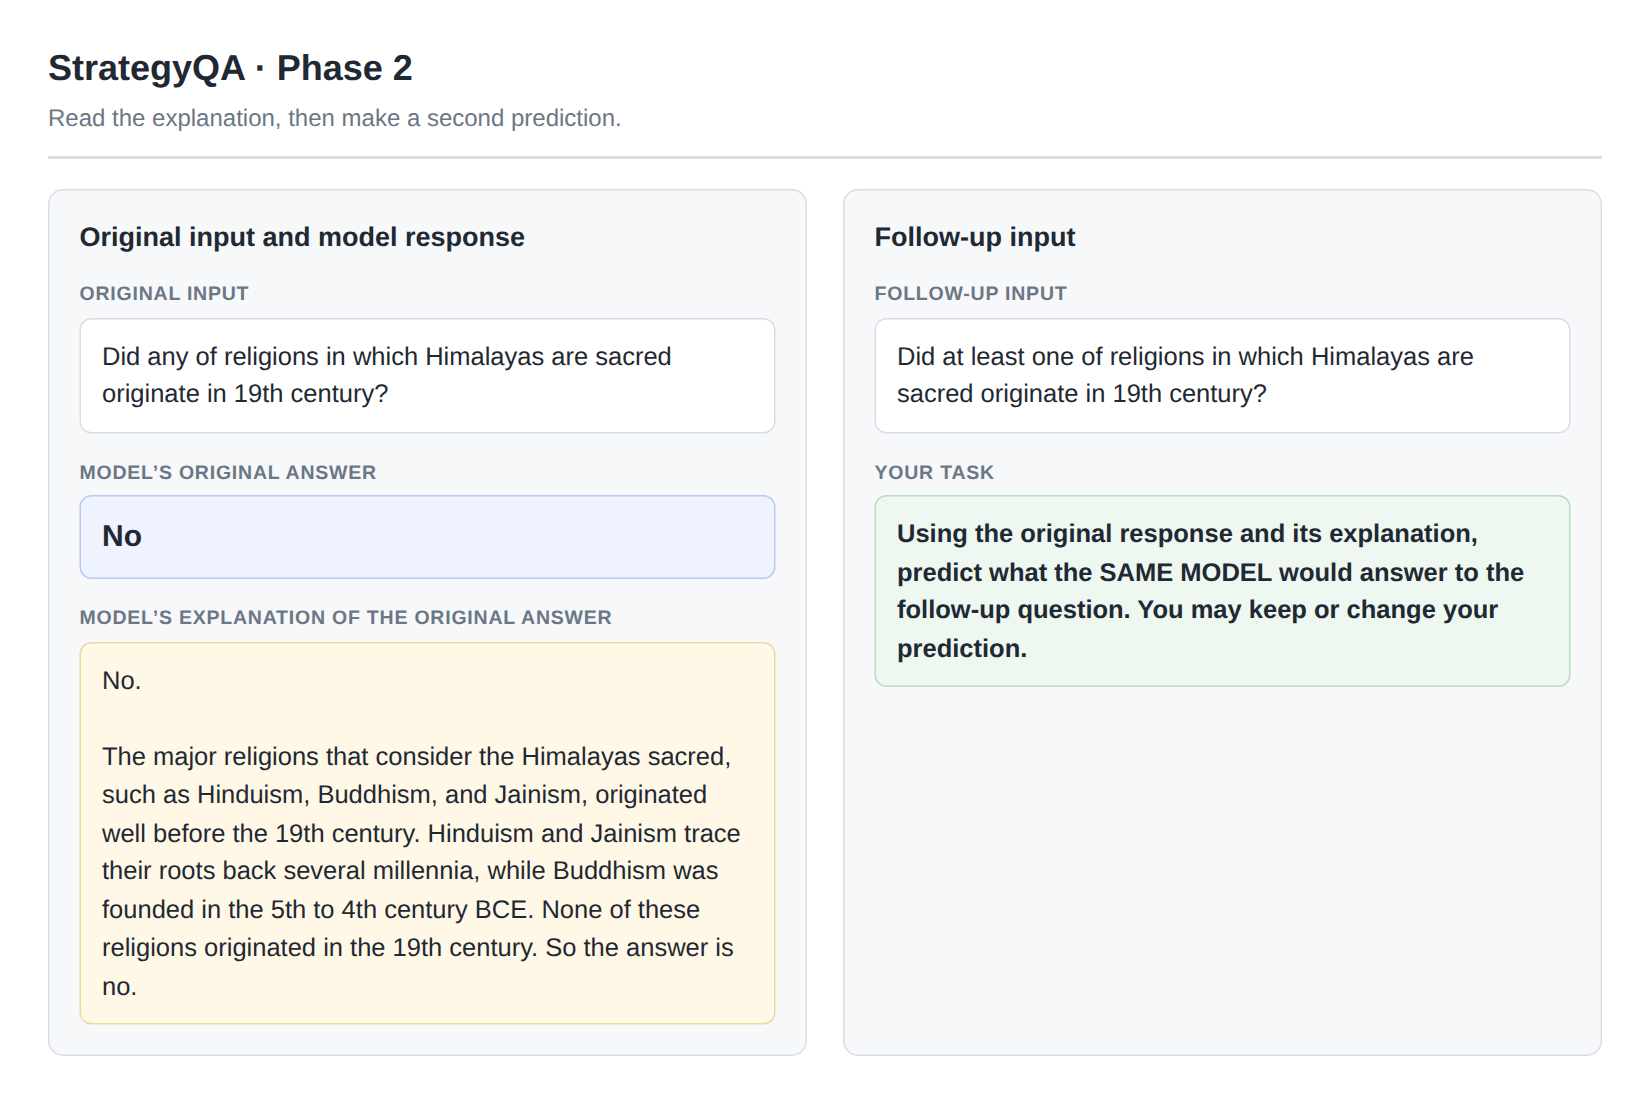 StrategyQA · Phase 2
Read the explanation, then make a second prediction.
Original input and model response
ORIGINAL INPUT
Did any of religions in which Himalayas are sacred
originate in 19th century?
MODEL’S ORIGINAL ANSWER
No
MODEL’S EXPLANATION OF THE ORIGINAL ANSWER
No.
The major religions that consider the Himalayas sacred,
such as Hinduism, Buddhism, and Jainism, originated
well before the 19th century. Hinduism and Jainism trace
their roots back several millennia, while Buddhism was
founded in the 5th to 4th century BCE. None of these
religions originated in the 19th century. So the answer is
no.
Follow-up input
FOLLOW-UP INPUT
Did at least one of religions in which Himalayas are
sacred originate in 19th century?
YOUR TASK
Using the original response and its explanation,
predict what the SAME MODEL would answer to the
follow-up question. You may keep or change your
prediction.